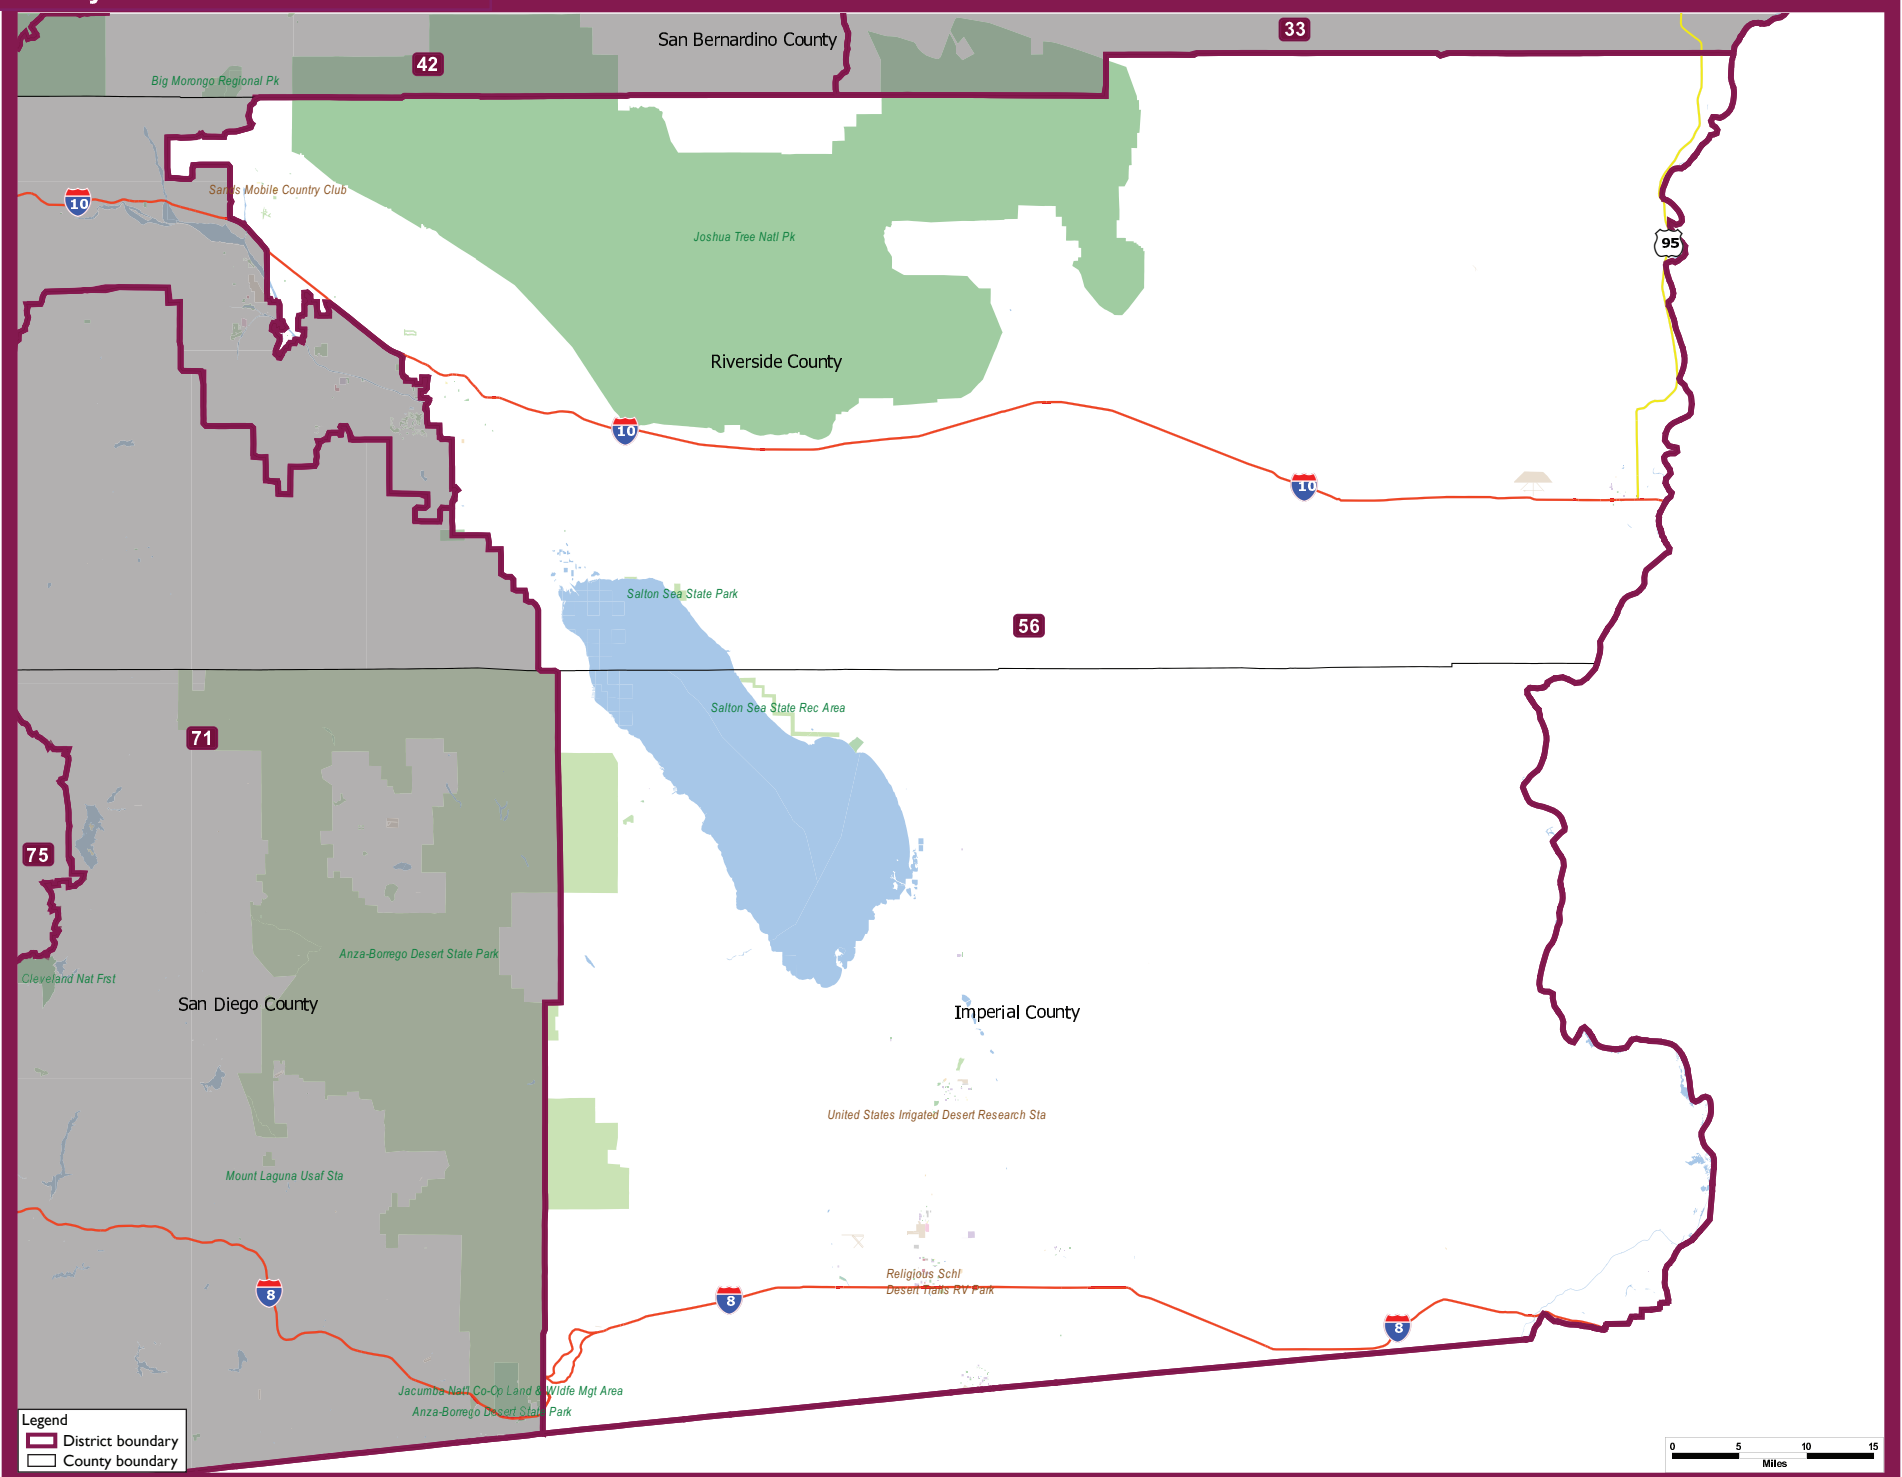 San Bernardino County
33
42
Big Morongo Regional Pk
Sands Mobile Country Club
10
Joshua Tree Natl Pk
95
Riverside County
10
10
Salton Sea State Park
56
Salton Sea State Rec Area
71
75
Anza-Borrego Desert State Park
Cleveland Nat Frst
San Diego County
Imperial County
United States Irrigated Desert Research Sta
Mount Laguna Usaf Sta
Religious Schl
Desert Trails RV Park
8
8
8
Jacumba Nat'l Co-Op Land & Wldfe Mgt Area
Anza-Borrego Desert State Park
Legend
District boundary
County boundary
0 5 10 15
Miles